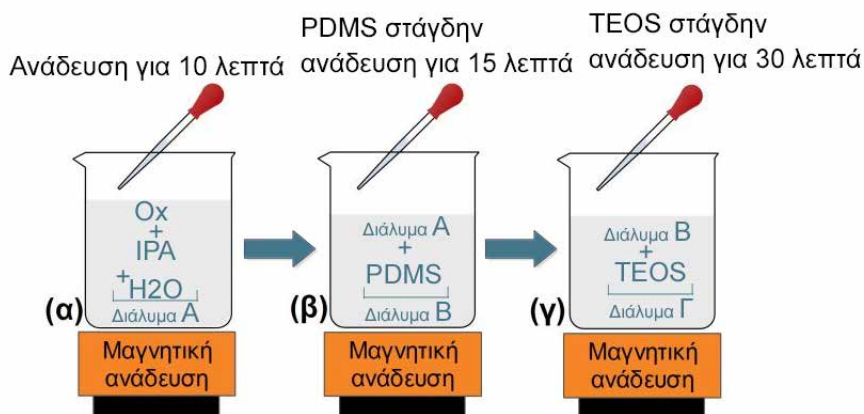 Ανάδευση για 10 λεπτά
PDMS στάγδην
ανάδευση για 15 λεπτά
TEOS στάγδην
ανάδευση για 30 λεπτά
Ox
+
IPA
+H2O
Διάλυμα Α
(α)
Μαγνητική
ανάδευση
Διάλυμα Α
+
PDMS
Διάλυμα Β
(β)
Μαγνητική
ανάδευση
Διάλυμα Β
+
TEOS
Διάλυμα Γ
(γ)
Μαγνητική
ανάδευση